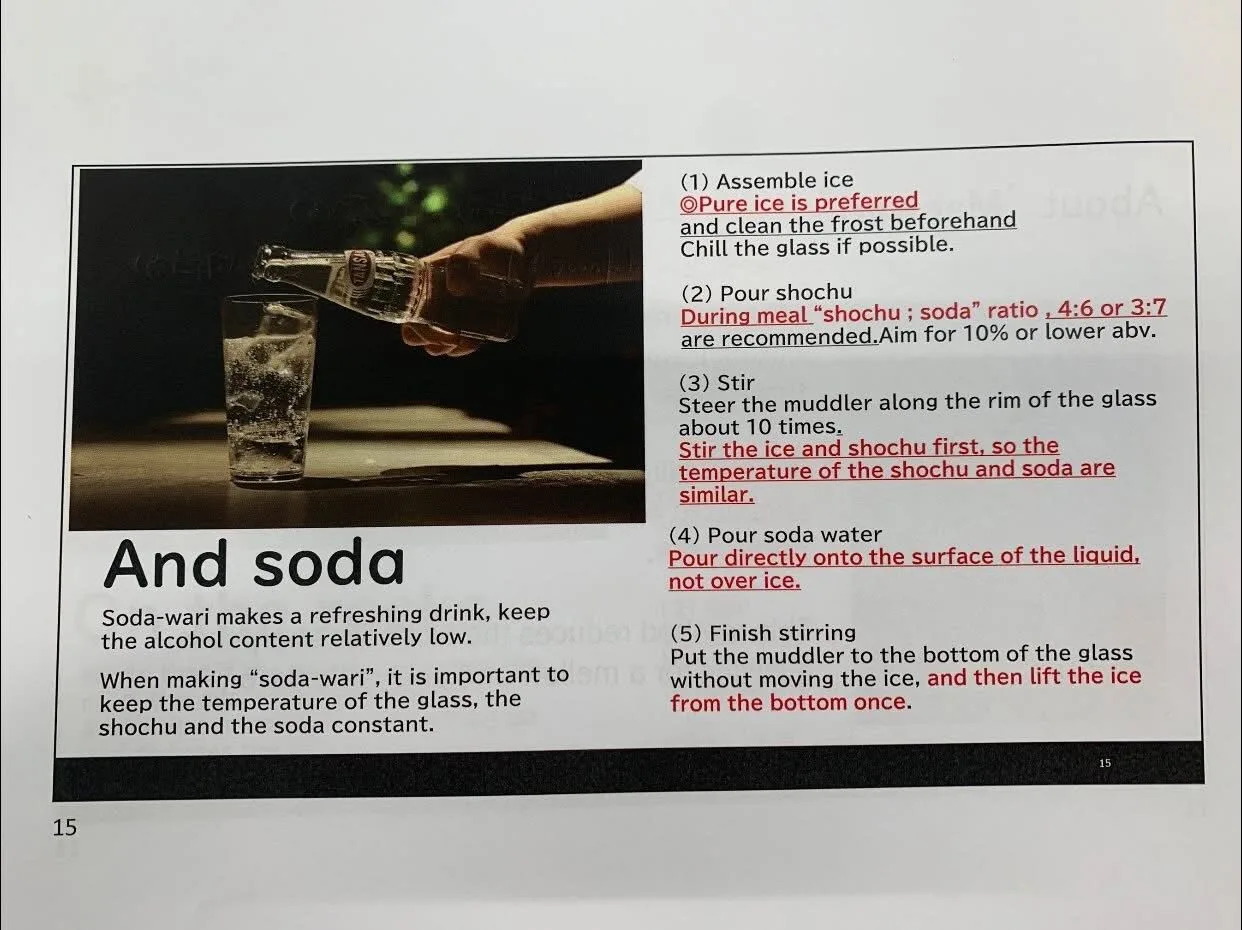 And soda
Soda-wari makes a refreshing drink, keep
the alcohol content relatively low.
When making “soda-wari”, it is important to
keep the temperature of the glass, the
shochu and the soda constant.
(1) Assemble ice
◎Pure ice is preferred
and clean the frost beforehand
Chill the glass if possible.
(2) Pour shochu
During meal “shochu ; soda” ratio , 4:6 or 3:7
are recommended.Aim for 10% or lower abv.
(3) Stir
Steer the muddler along the rim of the glass
about 10 times.
Stir the ice and shochu first, so the
temperature of the shochu and soda are
similar.
(4) Pour soda water
Pour directly onto the surface of the liquid,
not over ice.
(5) Finish stirring
Put the muddler to the bottom of the glass
without moving the ice, and then lift the ice
from the bottom once.
15
15